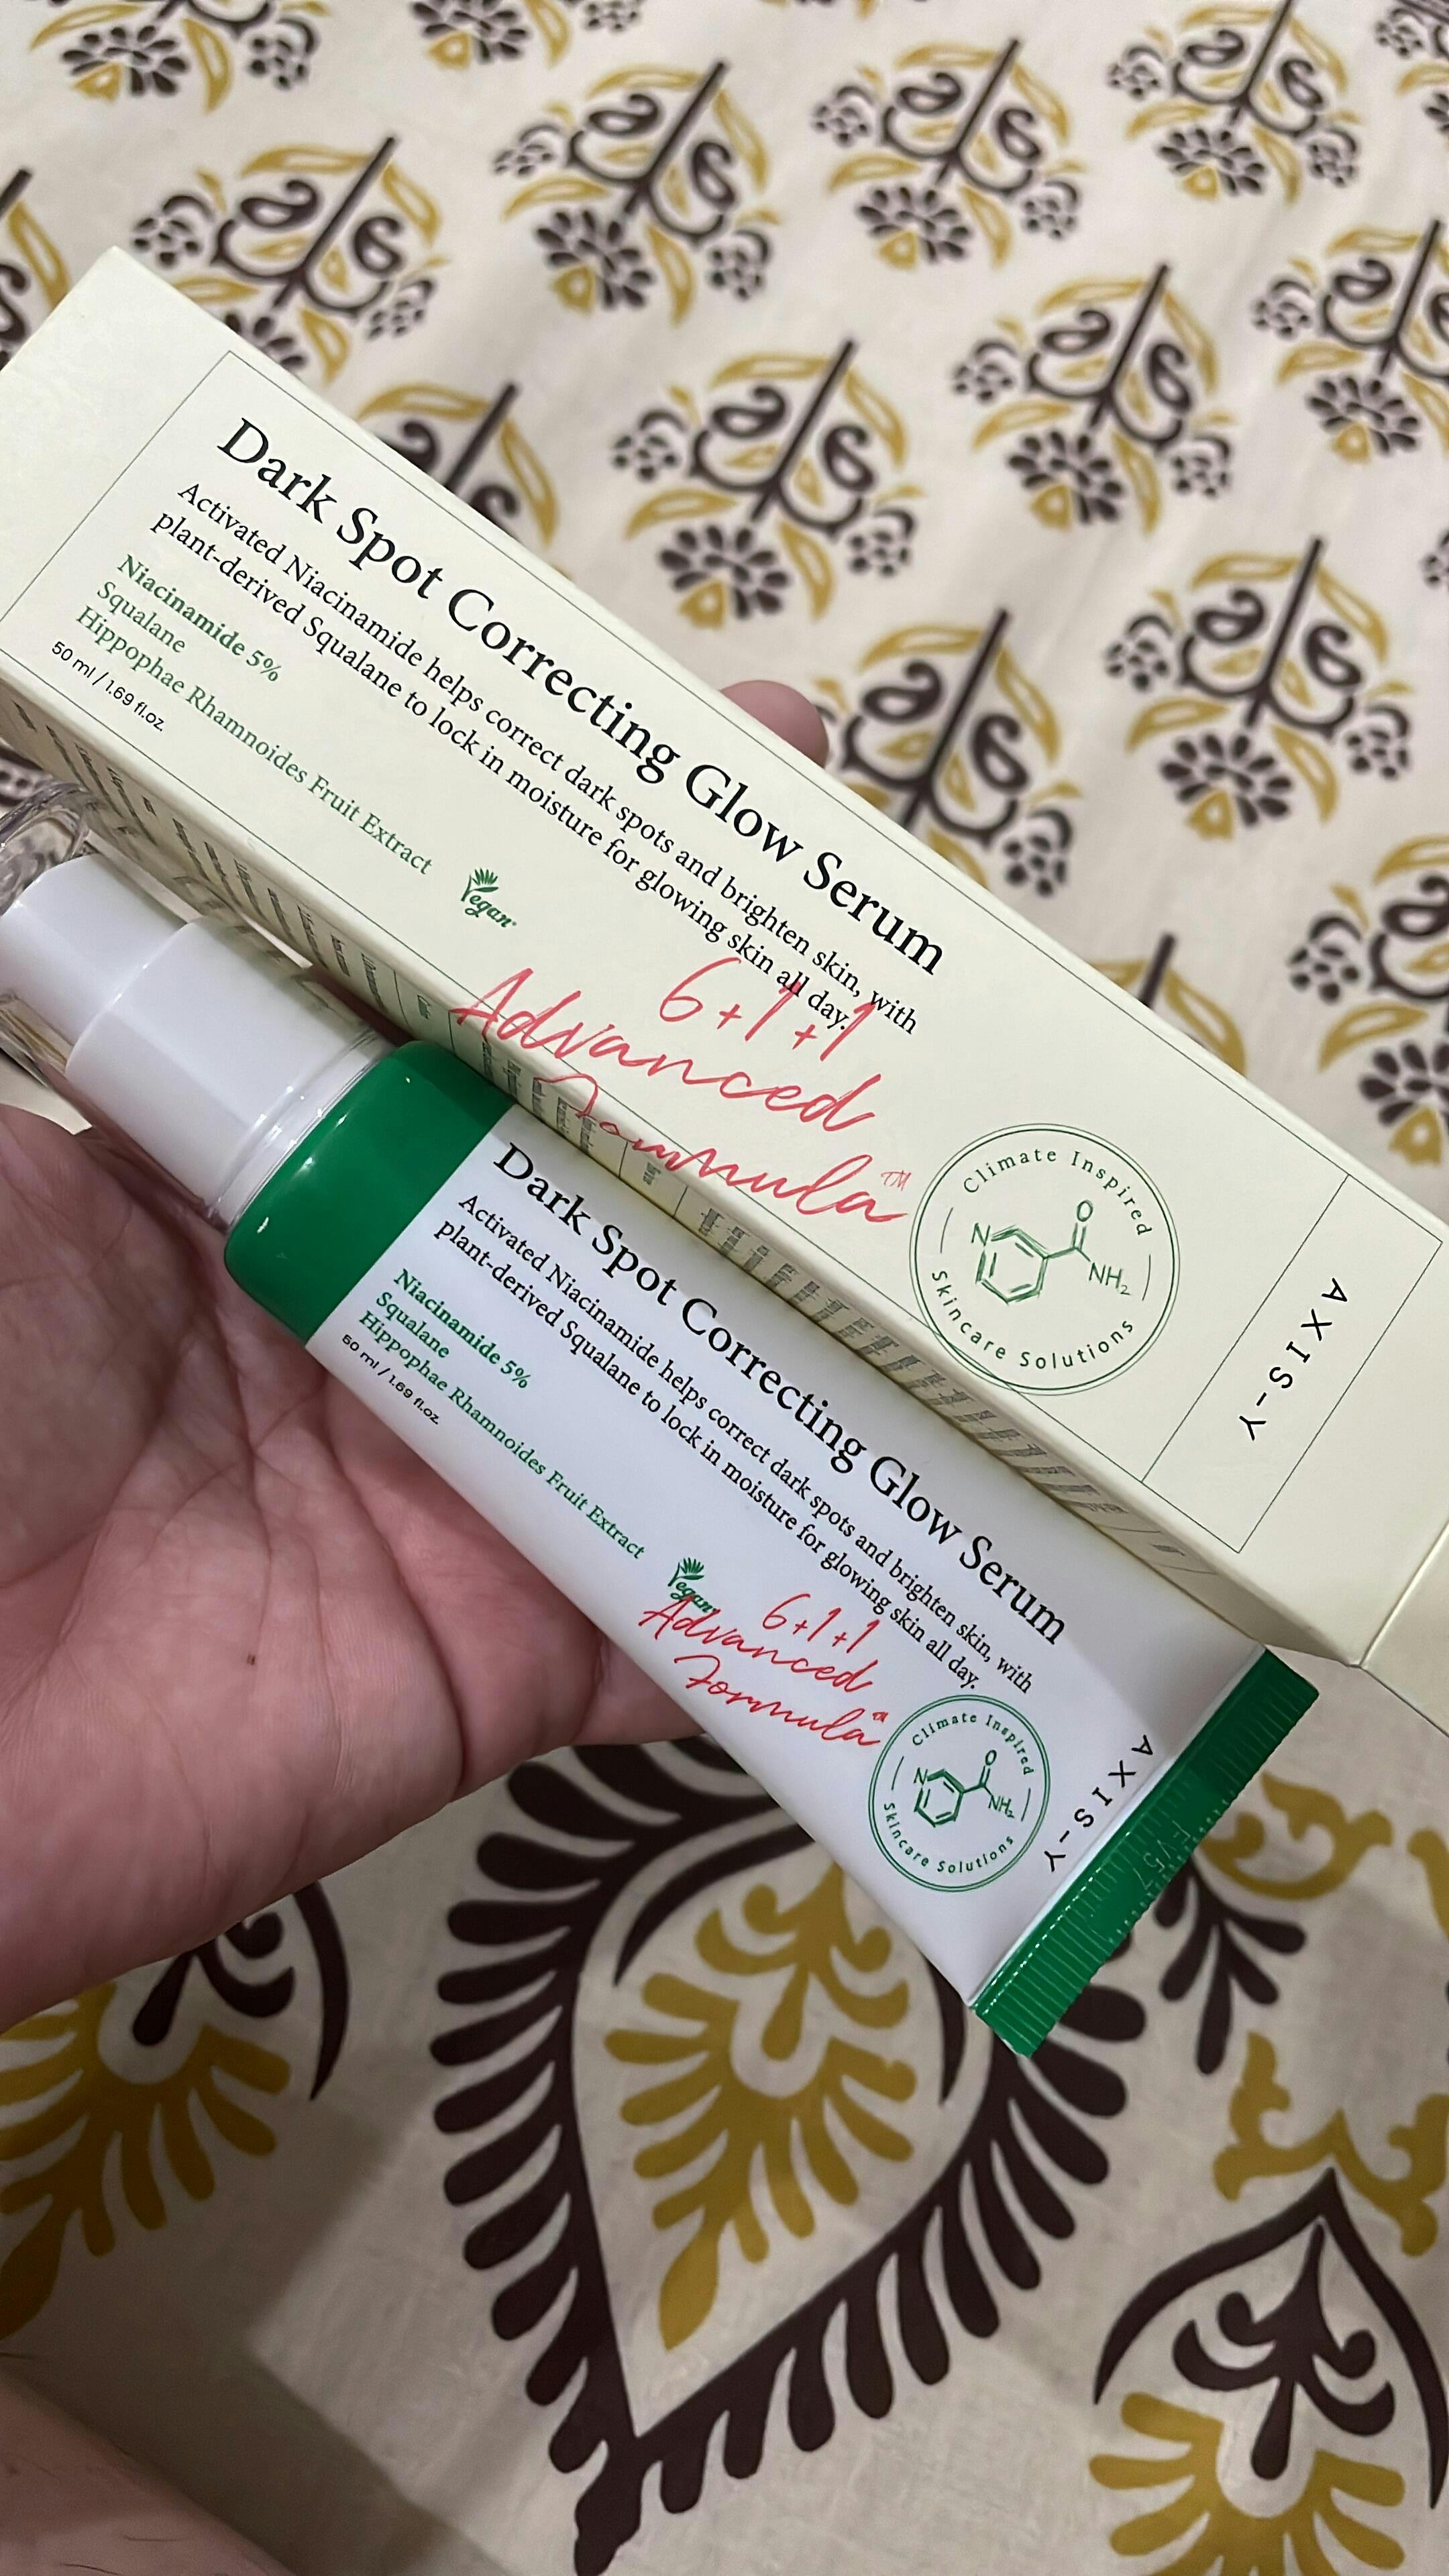 Dark Spot Correcting Glow Serum
Activated Niacinamide helps correct dark spots and brighten skin, with
plant-derived Squalane to lock in moisture for glowing skin all day.
Niacinamide 5%
Squalane
Hippophae Rhamnoides Fruit Extract
50 ml / 1.69 fl.oz.
Vegan
6+1+1
Advanced
Formula™
Climate Inspired
N
O
NH₂
Skincare Solutions
AXIS-Y
Dark Spot Correcting Glow Serum
Activated Niacinamide helps correct dark spots and brighten skin, with
plant-derived Squalane to lock in moisture for glowing skin all day.
Niacinamide 5%
Squalane
Hippophae Rhamnoides Fruit Extract
50 ml / 1.69 fl.oz.
Vegan
6+1+1
Advanced
Formula™
Climate Inspired
N
O
NH₂
Skincare Solutions
AXIS-Y